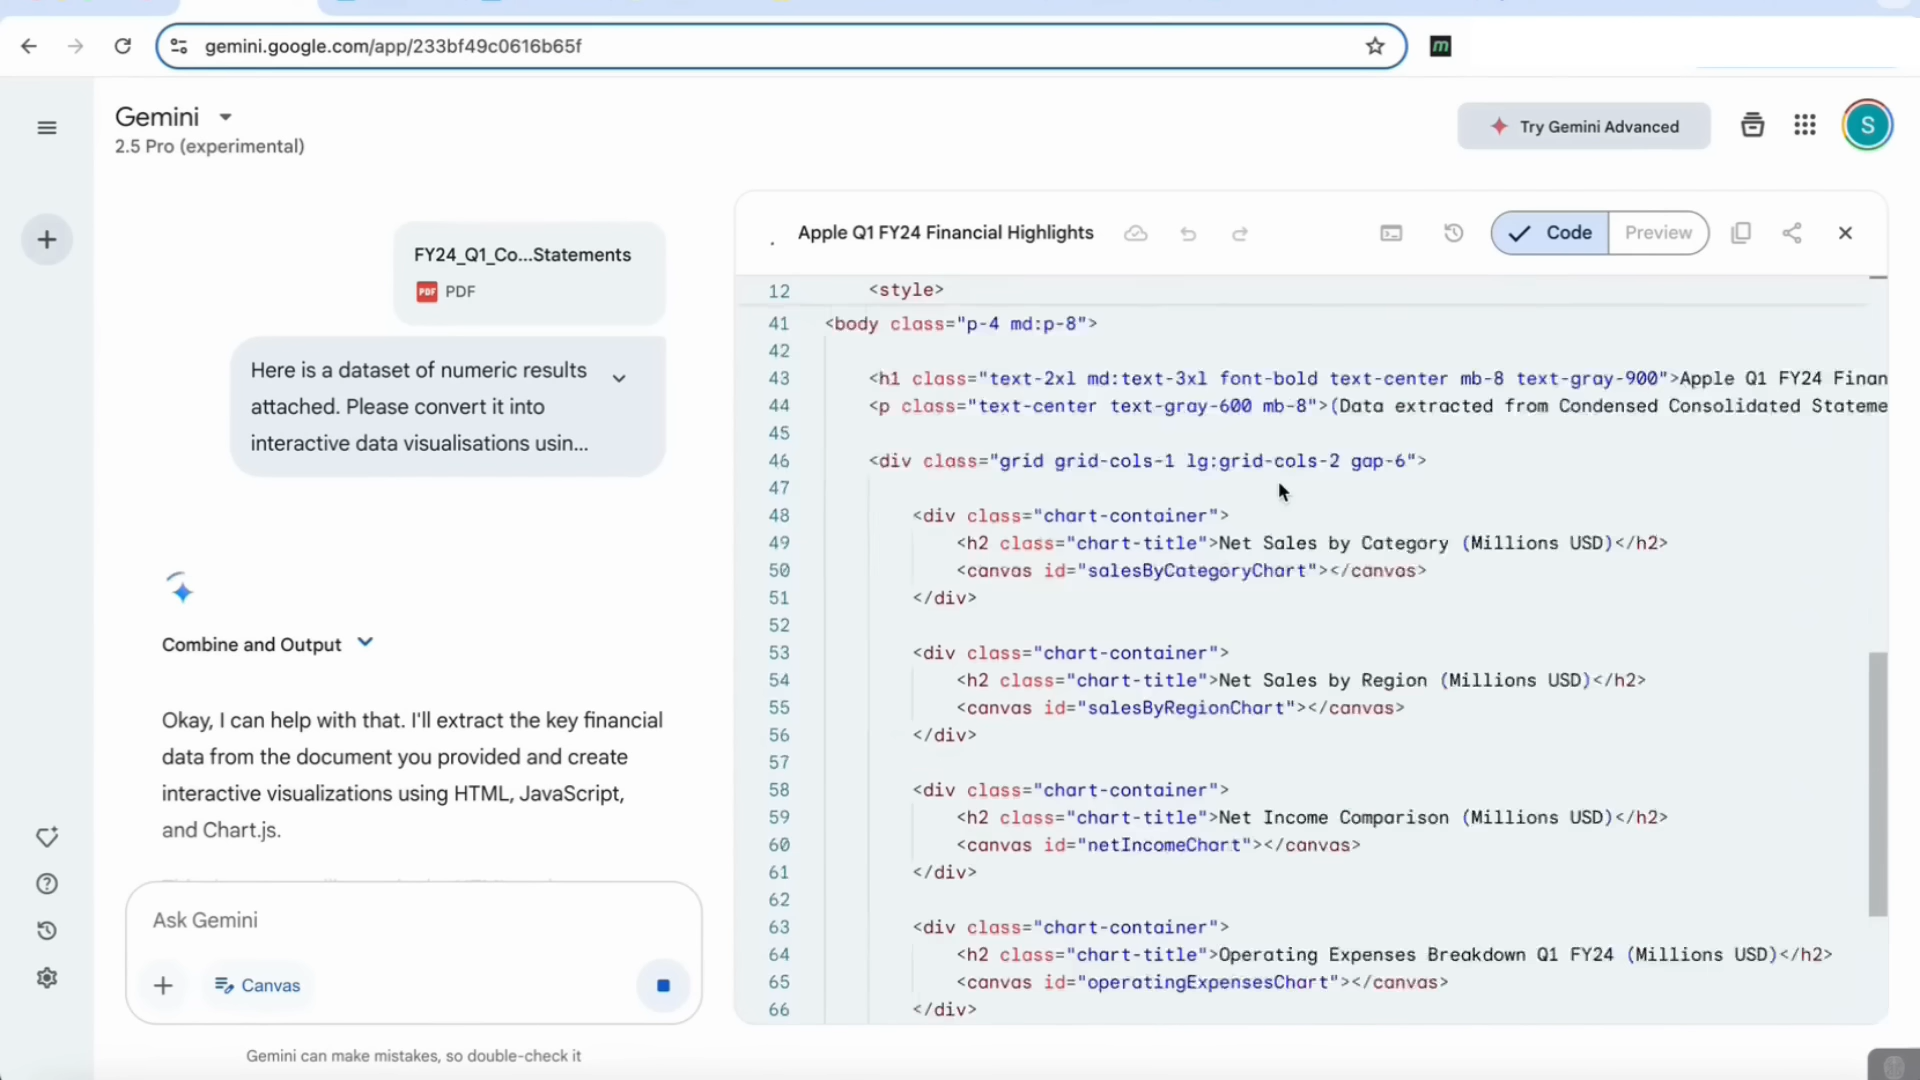 gemini.google.com/app/233bf49c0616b65f
m
Gemini
2.5 Pro (experimental)
Try Gemini Advanced
S
FY24_Q1_Co...Statements
PDF PDF
Here is a dataset of numeric results
attached. Please convert it into
interactive data visualisations usin...
Combine and Output
Okay, I can help with that. I'll extract the key financial
data from the document you provided and create
interactive visualizations using HTML, JavaScript,
and Chart.js.
Ask Gemini
Canvas
Gemini can make mistakes, so double-check it
Apple Q1 FY24 Financial Highlights
Code
Preview
12 <style>
41 <body class="p-4 md:p-8">
42
43 <h1 class="text-2xl md:text-3xl font-bold text-center mb-8 text-gray-900">Apple Q1 FY24 Finan
44 <p class="text-center text-gray-600 mb-8">(Data extracted from Condensed Consolidated Stateme
45
46 <div class="grid grid-cols-1 lg:grid-cols-2 gap-6">
47
48 <div class="chart-container">
49 <h2 class="chart-title">Net Sales by Category (Millions USD)</h2>
50 <canvas id="salesByCategoryChart"></canvas>
51 </div>
52
53 <div class="chart-container">
54 <h2 class="chart-title">Net Sales by Region (Millions USD)</h2>
55 <canvas id="salesByRegionChart"></canvas>
56 </div>
57
58 <div class="chart-container">
59 <h2 class="chart-title">Net Income Comparison (Millions USD)</h2>
60 <canvas id="netIncomeChart"></canvas>
61 </div>
62
63 <div class="chart-container">
64 <h2 class="chart-title">Operating Expenses Breakdown Q1 FY24 (Millions USD)</h2>
65 <canvas id="operatingExpensesChart"></canvas>
66 </div>